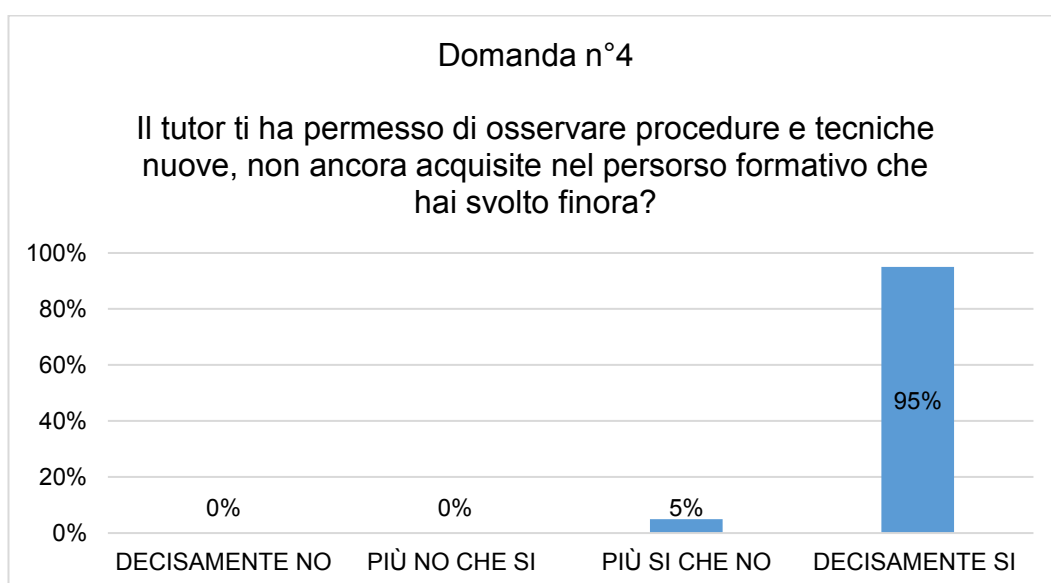 Domanda n°4
Il tutor ti ha permesso di osservare procedure e tecniche
nuove, non ancora acquisite nel persorso formativo che
hai svolto finora?
100%
80%
60%
40%
20%
0%
0%
0%
5%
95%
DECISAMENTE NO
PIÙ NO CHE SI
PIÙ SI CHE NO
DECISAMENTE SI